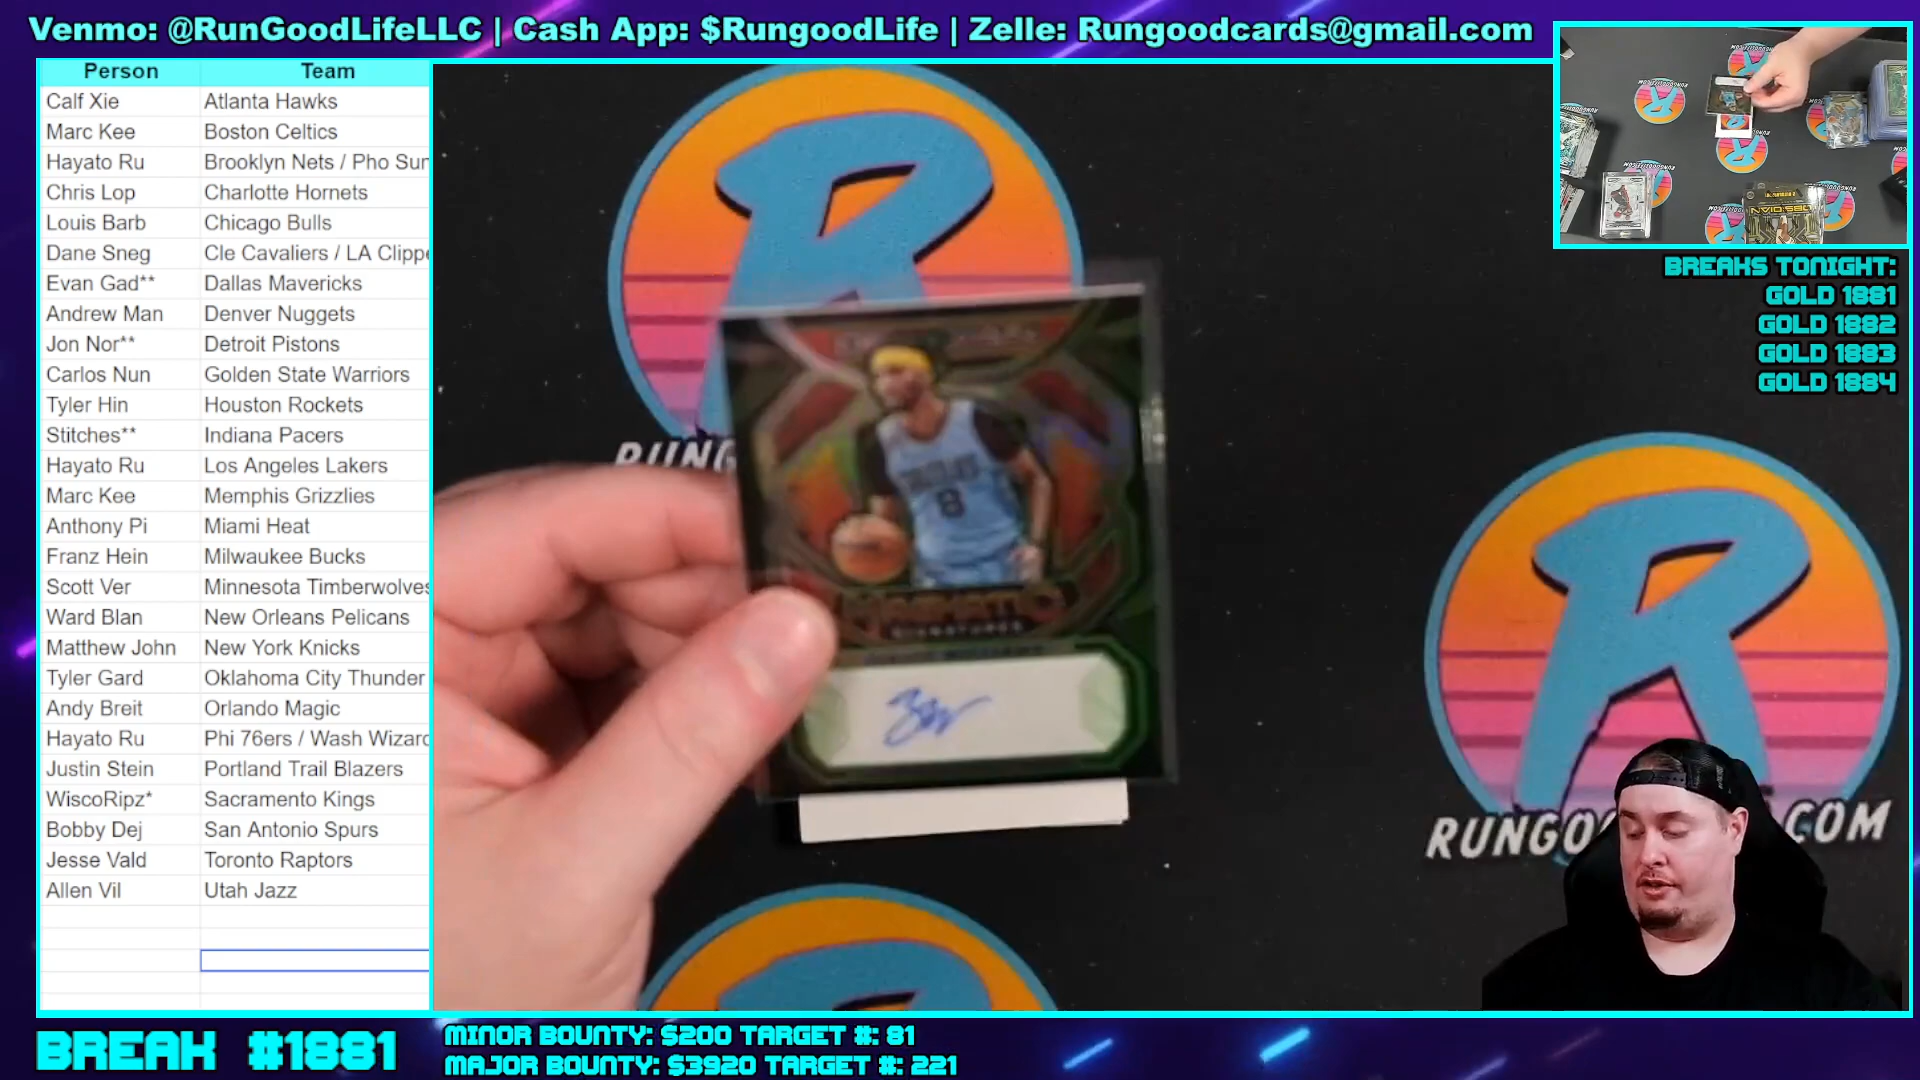 Venmo: @RunGoodLifeLLC | Cash App: $RungoodLife | Zelle: Rungoodcards@gmail.com
Person Team
Calf Xie Atlanta Hawks
Marc Kee Boston Celtics
Hayato Ru Brooklyn Nets / Pho Sun
Chris Lop Charlotte Hornets
Louis Barb Chicago Bulls
Dane Sneg Cle Cavaliers / LA Clippe
Evan Gad** Dallas Mavericks
Andrew Man Denver Nuggets
Jon Nor** Detroit Pistons
Carlos Nun Golden State Warriors
Tyler Hin Houston Rockets
Stitches** Indiana Pacers
Hayato Ru Los Angeles Lakers
Marc Kee Memphis Grizzlies
Anthony Pi Miami Heat
Franz Hein Milwaukee Bucks
Scott Ver Minnesota Timberwolves
Ward Blan New Orleans Pelicans
Matthew John New York Knicks
Tyler Gard Oklahoma City Thunder
Andy Breit Orlando Magic
Hayato Ru Phi 76ers / Wash Wizard
Justin Stein Portland Trail Blazers
WiscoRipz* Sacramento Kings
Bobby Dej San Antonio Spurs
Jesse Vald Toronto Raptors
Allen Vil Utah Jazz
RUNG
8
SIGNATURES
R
RUNGO .COM
BREAKS TONIGHT:
GOLD 1881
GOLD 1882
GOLD 1883
GOLD 1884
BREAK #1881
MINOR BOUNTY: $200 TARGET #: 81
MAJOR BOUNTY: $3920 TARGET #: 221